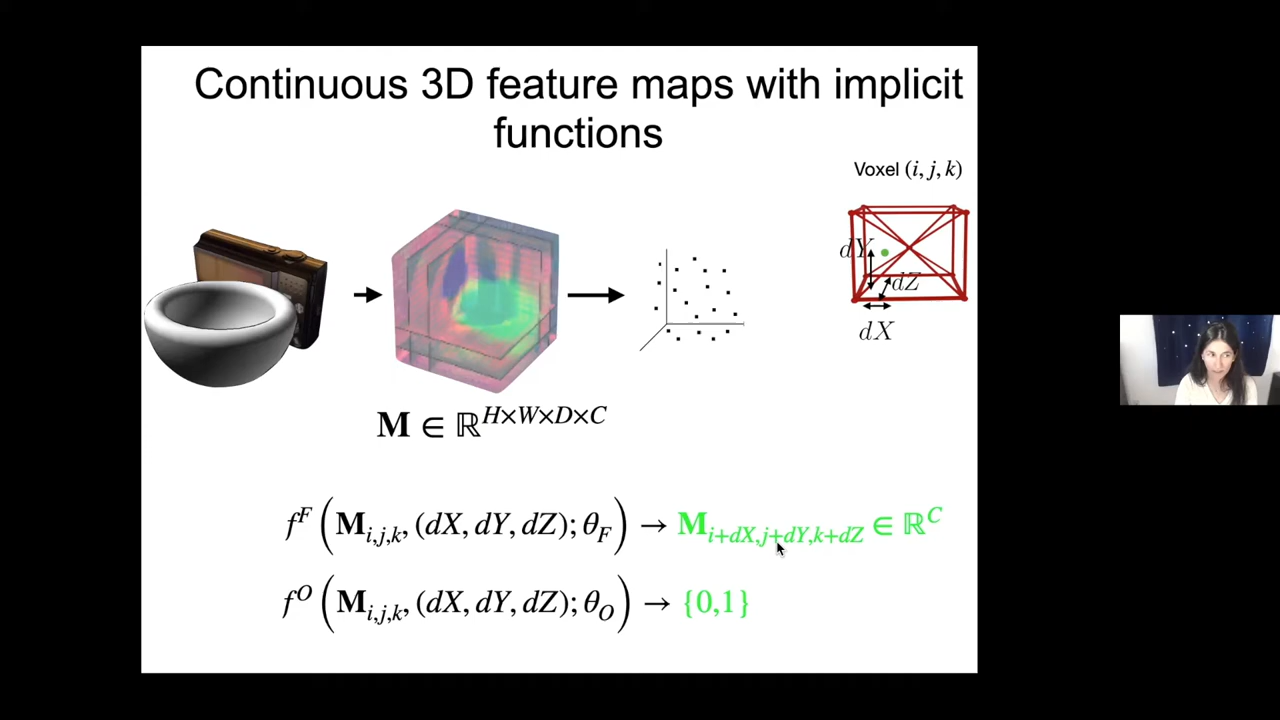 Continuous 3D feature maps with implicit
functions
Voxel (i, j, k)
dY
dZ
dX
M ∈ ℝ^{H×W×D×C}
f^F (M_{i,j,k}, (dX, dY, dZ); θ_F) → M_{i+dX,j+dY,k+dZ} ∈ ℝ^C
f^O (M_{i,j,k}, (dX, dY, dZ); θ_O) → {0,1}